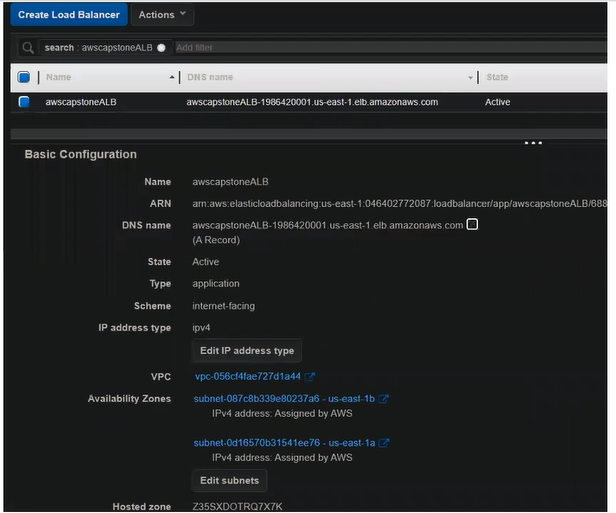 Create Load Balancer Actions
search : awscapstoneALB Add filter
Name DNS name State
awscapstoneALB awscapstoneALB-1986420001.us-east-1.elb.amazonaws.com Active
Basic Configuration
Name awscapstoneALB
ARN arn:aws:elasticloadbalancing:us-east-1:046402772087:loadbalancer/app/awscapstoneALB/688
DNS name awscapstoneALB-1986420001.us-east-1.elb.amazonaws.com
(A Record)
State Active
Type application
Scheme internet-facing
IP address type ipv4
Edit IP address type
VPC vpc-056cf4fae727d1a44
Availability Zones subnet-087c8b339e80237a6 - us-east-1b
IPv4 address: Assigned by AWS
subnet-0d16570b31541ee76 - us-east-1a
IPv4 address: Assigned by AWS
Edit subnets
Hosted zone Z35SXDOTRQ7X7K